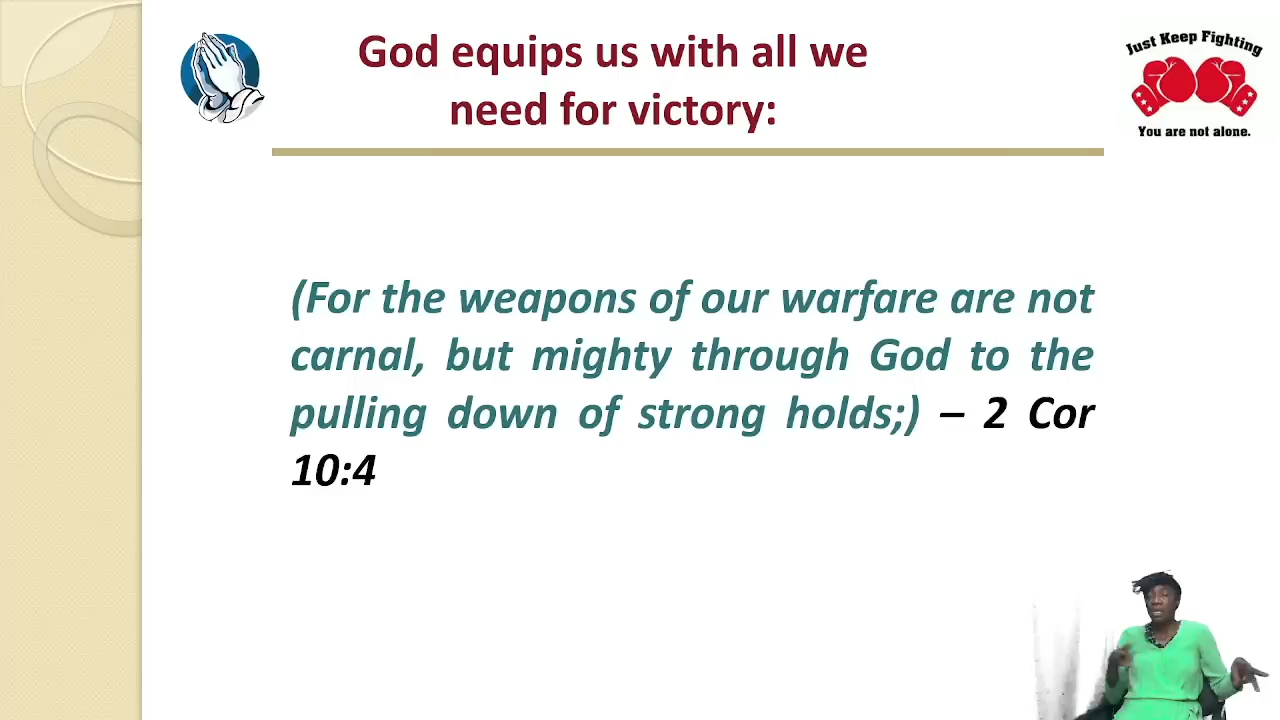 God equips us with all we
need for victory:
Just Keep Fighting
You are not alone.
(For the weapons of our warfare are not
carnal, but mighty through God to the
pulling down of strong holds;) – 2 Cor
10:4